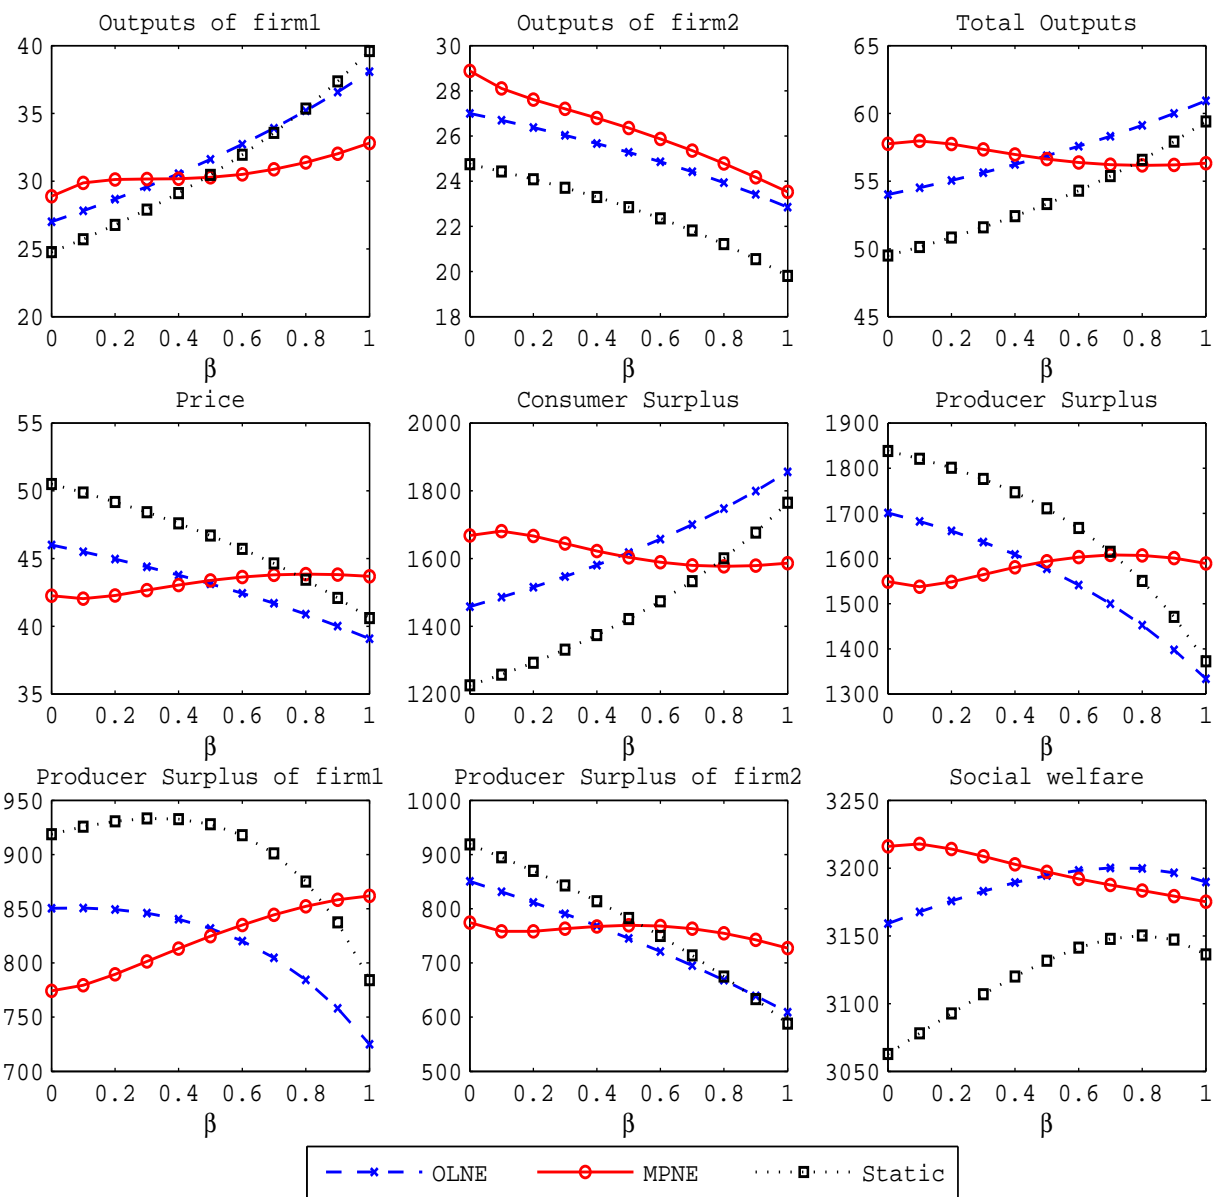 Outputs of firm1
Outputs of firm2
Total Outputs
40
35
30
25
20
0 0.2 0.4 0.6 0.8 1
β
30
28
26
24
22
20
18
0 0.2 0.4 0.6 0.8 1
β
65
60
55
50
45
0 0.2 0.4 0.6 0.8 1
β
Price
Consumer Surplus
Producer Surplus
55
50
45
40
35
0 0.2 0.4 0.6 0.8 1
β
2000
1800
1600
1400
1200
0 0.2 0.4 0.6 0.8 1
β
1900
1800
1700
1600
1500
1400
1300
0 0.2 0.4 0.6 0.8 1
β
Producer Surplus of firm1
Producer Surplus of firm2
Social welfare
950
900
850
800
750
700
0 0.2 0.4 0.6 0.8 1
β
1000
900
800
700
600
500
0 0.2 0.4 0.6 0.8 1
β
3250
3200
3150
3100
3050
0 0.2 0.4 0.6 0.8 1
β
OLNE MPNE Static